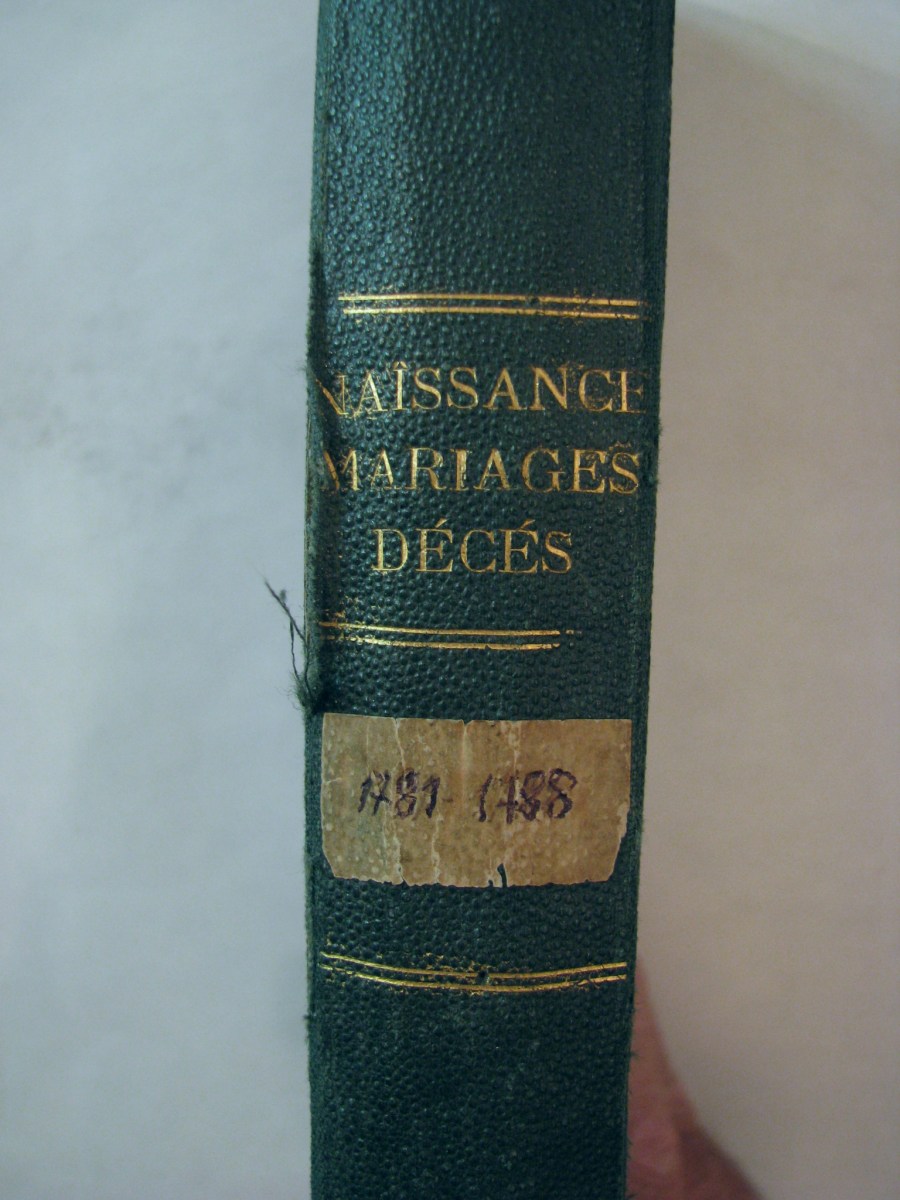 NAÎSSANCE
MARIAGES
DÉCÉS
1781-1788